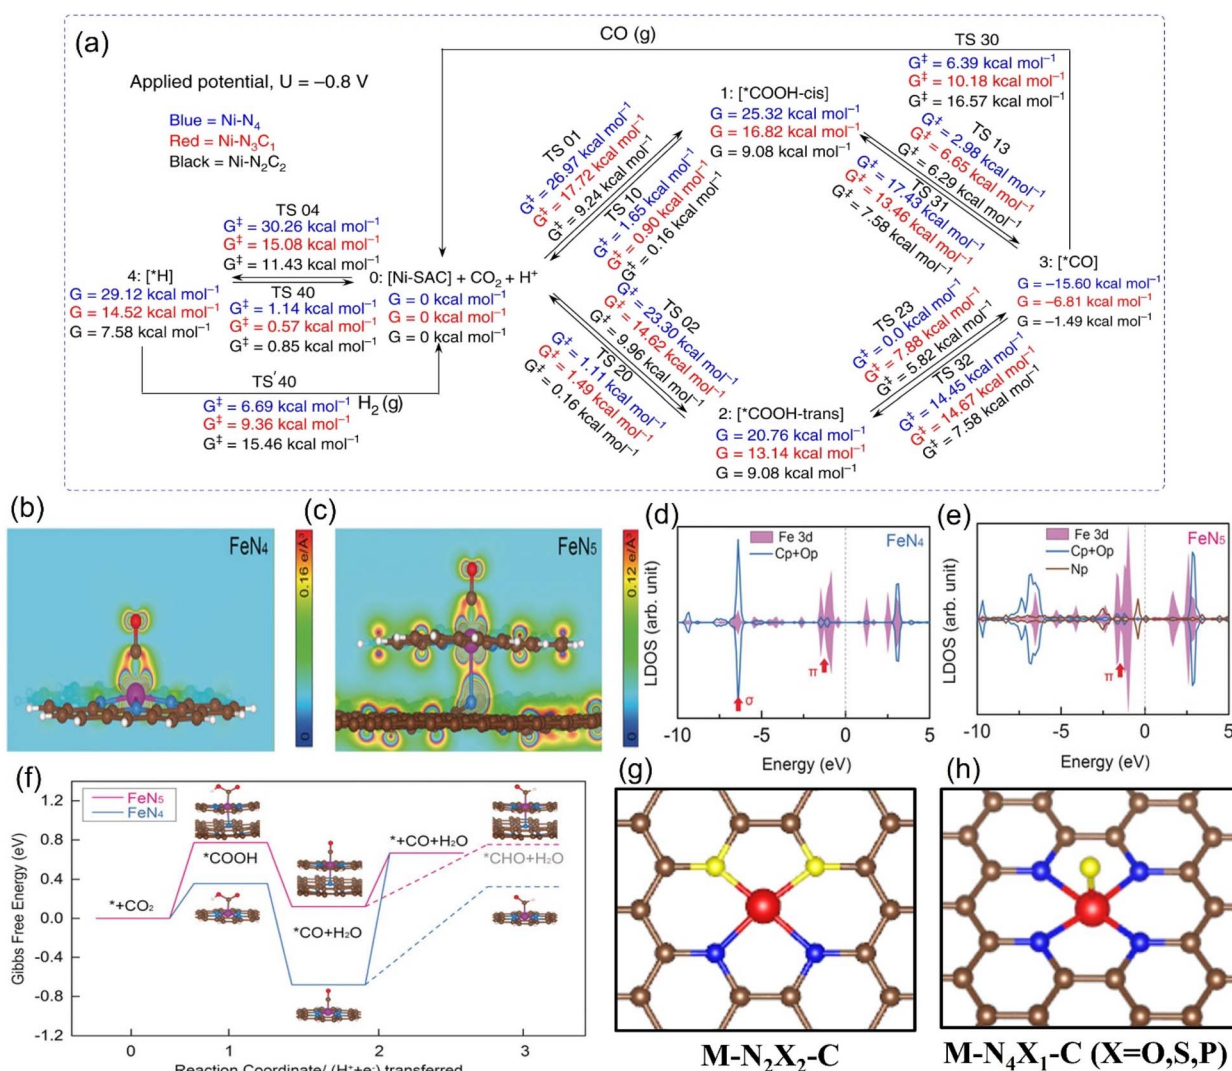 (a)
CO (g)
Applied potential, U = −0.8 V
Blue = Ni-N4
Red = Ni-N3C1
Black = Ni-N2C2
TS 30
G‡ = 6.39 kcal mol−1
G‡ = 10.18 kcal mol−1
G‡ = 16.57 kcal mol−1
1: [*COOH-cis]
G = 25.32 kcal mol−1
G = 16.82 kcal mol−1
G = 9.08 kcal mol−1
TS 01
G‡ = 26.97 kcal mol−1
G‡ = 17.72 kcal mol−1
G‡ = 9.24 kcal mol−1
TS 10
G‡ = 1.65 kcal mol−1
G‡ = 0.90 kcal mol−1
G‡ = 0.16 kcal mol−1
TS 13
G‡ = 2.98 kcal mol−1
G‡ = 6.65 kcal mol−1
G‡ = 6.29 kcal mol−1
TS 31
G‡ = 17.43 kcal mol−1
G‡ = 13.46 kcal mol−1
G‡ = 7.58 kcal mol−1
TS 04
G‡ = 30.26 kcal mol−1
G‡ = 15.08 kcal mol−1
G‡ = 11.43 kcal mol−1
4: [*H]
G = 29.12 kcal mol−1
G = 14.52 kcal mol−1
G = 7.58 kcal mol−1
TS 40
G‡ = 1.14 kcal mol−1
G‡ = 0.57 kcal mol−1
G‡ = 0.85 kcal mol−1
0: [Ni-SAC] + CO2 + H+
G = 0 kcal mol−1
G = 0 kcal mol−1
G = 0 kcal mol−1
3: [*CO]
G = −15.60 kcal mol−1
G = −6.81 kcal mol−1
G = −1.49 kcal mol−1
TS′40
G‡ = 6.69 kcal mol−1
G‡ = 9.36 kcal mol−1
G‡ = 15.46 kcal mol−1
H2 (g)
TS 02
G‡ = 23.30 kcal mol−1
G‡ = 14.62 kcal mol−1
G‡ = 9.96 kcal mol−1
TS 20
G‡ = 1.11 kcal mol−1
G‡ = 1.49 kcal mol−1
G‡ = 0.16 kcal mol−1
TS 23
G‡ = 0.0 kcal mol−1
G‡ = 7.88 kcal mol−1
G‡ = 5.82 kcal mol−1
TS 32
G‡ = 14.45 kcal mol−1
G‡ = 14.67 kcal mol−1
G‡ = 7.58 kcal mol−1
2: [*COOH-trans]
G = 20.76 kcal mol−1
G = 13.14 kcal mol−1
G = 9.08 kcal mol−1
(b)
FeN4
0.16 e/Å3
0
(c)
FeN5
0.12 e/Å3
0
(d)
Fe 3d
Cp+Op
FeN4
LDOS (arb. unit)
π
σ
-10 -5 0 5
Energy (eV)
(e)
Fe 3d
Cp+Op
Np
FeN5
LDOS (arb. unit)
π
-10 -5 0 5
Energy (eV)
(f)
FeN5
FeN4
Gibbs Free Energy (eV)
1.2
0.8
0.4
0.0
-0.4
-0.8
-1.2
*+CO2
*COOH
*CO+H2O
*+CO+H2O
*CHO+H2O
0 1 2 3
Reaction Coordinate/ (H++e-) transferred
(g)
M-N2X2-C
(h)
M-N4X1-C (X=O,S,P)